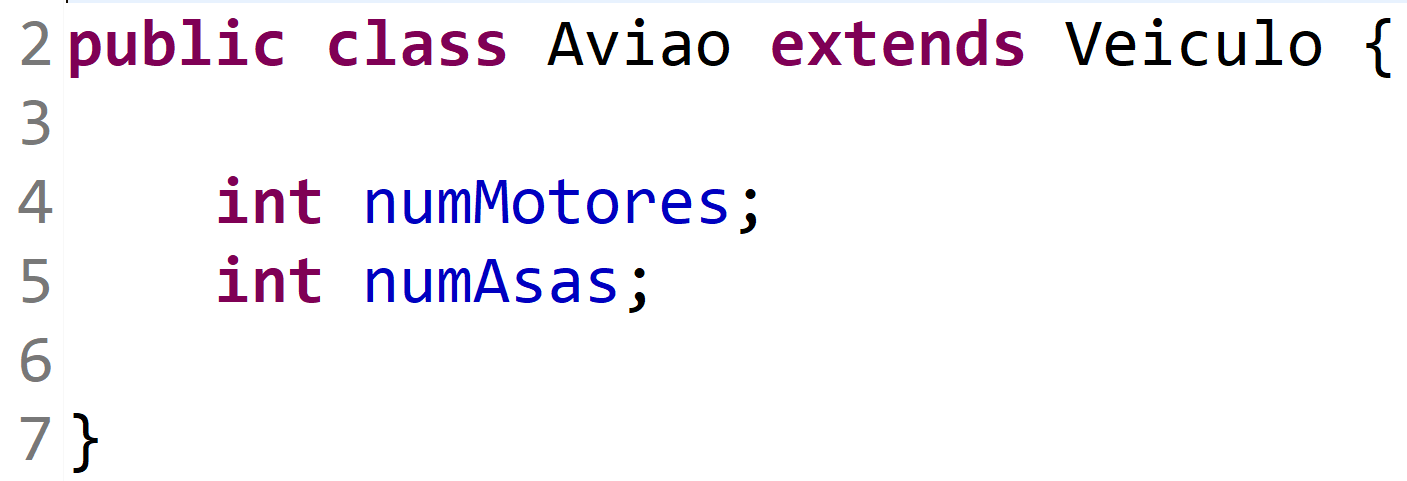 2 public class Aviao extends Veiculo {
3
4     int numMotores;
5     int numAsas;
6
7 }